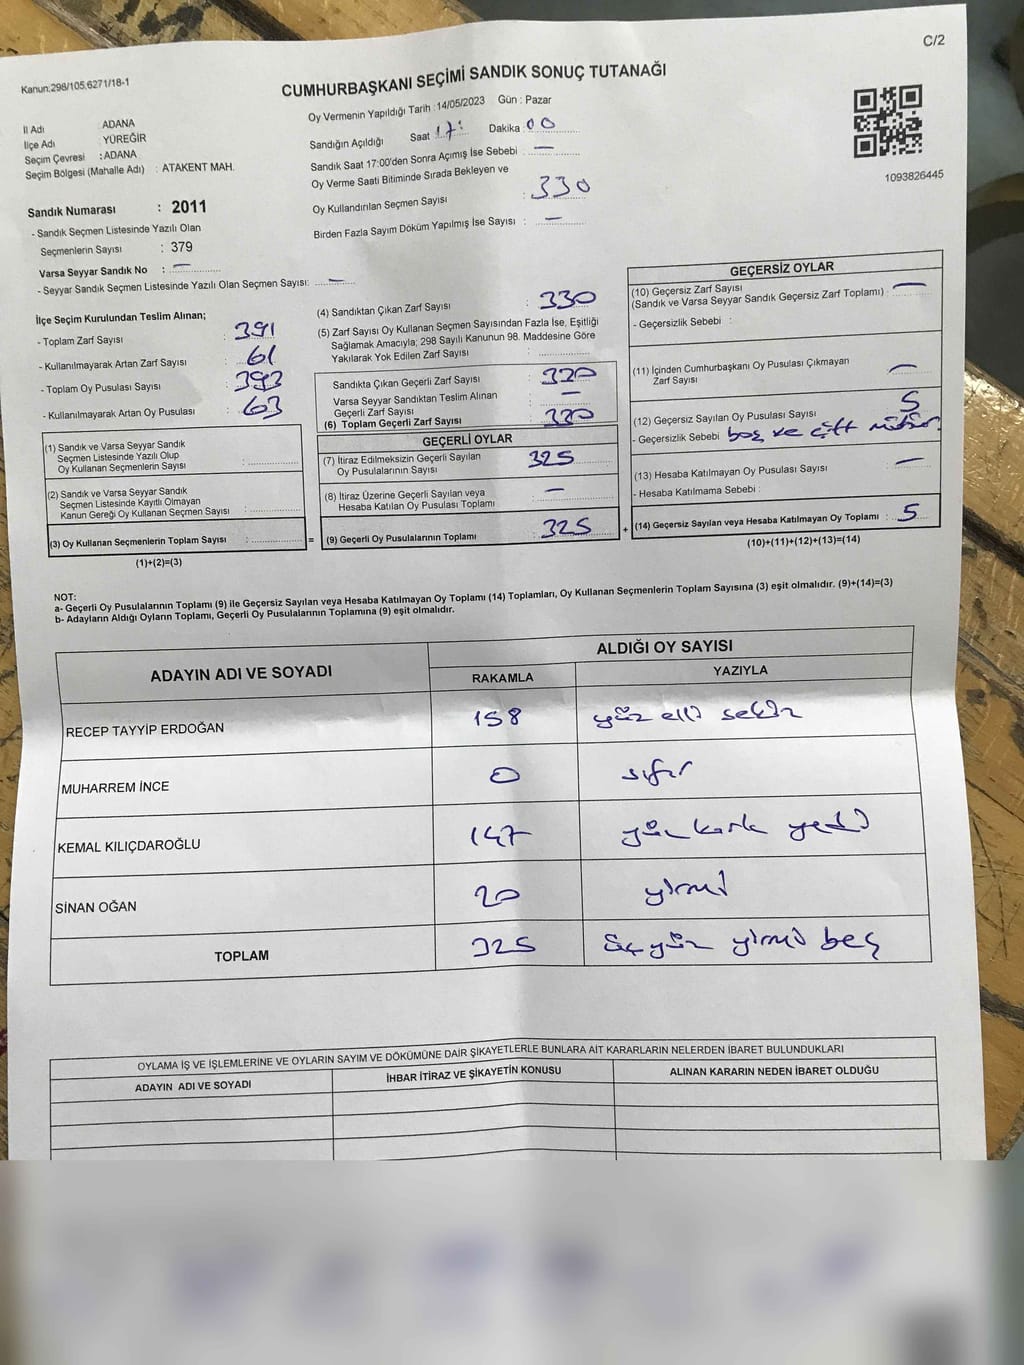 C/2
Kanun:298/105,6271/18-1
CUMHURBAŞKANI SEÇİMİ SANDIK SONUÇ TUTANAĞI
İl Adı : ADANA
İlçe Adı : YÜREĞİR
Seçim Çevresi : ADANA
Seçim Bölgesi (Mahalle Adı) : ATAKENT MAH.
Sandık Numarası : 2011
- Sandık Seçmen Listesinde Yazılı Olan
Seçmenlerin Sayısı : 379
Varsa Seyyar Sandık No : —
- Seyyar Sandık Seçmen Listesinde Yazılı Olan Seçmen Sayısı: —
Oy Vermenin Yapıldığı Tarih : 14/05/2023 Gün : Pazar
Sandığın Açıldığı Saat 17: Dakika 00
Sandık Saat 17:00'den Sonra Açımış İse Sebebi : —
Oy Verme Saati Bitiminde Sırada Bekleyen ve
Oy Kullandırılan Seçmen Sayısı : 330
Birden Fazla Sayım Döküm Yapılmış İse Sayısı : —
1093826445
İlçe Seçim Kurulundan Teslim Alınan;
- Toplam Zarf Sayısı : 391
- Kullanılmayarak Artan Zarf Sayısı : 61
- Toplam Oy Pusulası Sayısı : 393
- Kullanılmayarak Artan Oy Pusulası : 63
(1) Sandık ve Varsa Seyyar Sandık
Seçmen Listesinde Yazılı Olup
Oy Kullanan Seçmenlerin Sayısı :
(2) Sandık ve Varsa Seyyar Sandık
Seçmen Listesinde Kayıtlı Olmayan
Kanun Gereği Oy Kullanan Seçmen Sayısı :
(3) Oy Kullanan Seçmenlerin Toplam Sayısı : =
(1)+(2)=(3)
(4) Sandıktan Çıkan Zarf Sayısı : 330
(5) Zarf Sayısı Oy Kullanan Seçmen Sayısından Fazla İse, Eşitliği
Sağlamak Amacıyla; 298 Sayılı Kanunun 98. Maddesine Göre
Yakılarak Yok Edilen Zarf Sayısı :
Sandıkta Çıkan Geçerli Zarf Sayısı : 330
Varsa Seyyar Sandıktan Teslim Alınan
Geçerli Zarf Sayısı : —
(6) Toplam Geçerli Zarf Sayısı : 330
GEÇERLİ OYLAR
(7) İtiraz Edilmeksizin Geçerli Sayılan
Oy Pusulalarının Sayısı : 325
(8) İtiraz Üzerine Geçerli Sayılan veya
Hesaba Katılan Oy Pusulası Toplamı : —
(9) Geçerli Oy Pusulalarının Toplamı : 325 +
GEÇERSİZ OYLAR
(10) Geçersiz Zarf Sayısı
(Sandık ve Varsa Seyyar Sandık Geçersiz Zarf Toplamı) : —
- Geçersizlik Sebebi :
(11) İçinden Cumhurbaşkanı Oy Pusulası Çıkmayan
Zarf Sayısı : —
(12) Geçersiz Sayılan Oy Pusulası Sayısı : 5
- Geçersizlik Sebebi : boş ve çift mühür.
(13) Hesaba Katılmayan Oy Pusulası Sayısı : —
- Hesaba Katılmama Sebebi :
(14) Geçersiz Sayılan veya Hesaba Katılmayan Oy Toplamı : 5
(10)+(11)+(12)+(13)=(14)
NOT:
a- Geçerli Oy Pusulalarının Toplamı (9) ile Geçersiz Sayılan veya Hesaba Katılmayan Oy Toplamı (14) Toplamları, Oy Kullanan Seçmenlerin Toplam Sayısına (3) eşit olmalıdır. (9)+(14)=(3)
b- Adayların Aldığı Oyların Toplamı, Geçerli Oy Pusulalarının Toplamına (9) eşit olmalıdır.
ADAYIN ADI VE SOYADI ALDIĞI OY SAYISI
RAKAMLA YAZIYLA
RECEP TAYYİP ERDOĞAN 158 yüz elli sekiz
MUHARREM İNCE 0 sıfır
KEMAL KILIÇDAROĞLU 147 yüz kırk yedi
SİNAN OĞAN 20 yirmi
TOPLAM 325 üç yüz yirmi beş
OYLAMA İŞ VE İŞLEMLERİNE VE OYLARIN SAYIM VE DÖKÜMÜNE DAİR ŞİKAYETLERLE BUNLARA AİT KARARLARIN NELERDEN İBARET BULUNDUKLARI
ADAYIN ADI VE SOYADI İHBAR İTİRAZ VE ŞİKAYETİN KONUSU ALINAN KARARIN NEDEN İBARET OLDUĞU